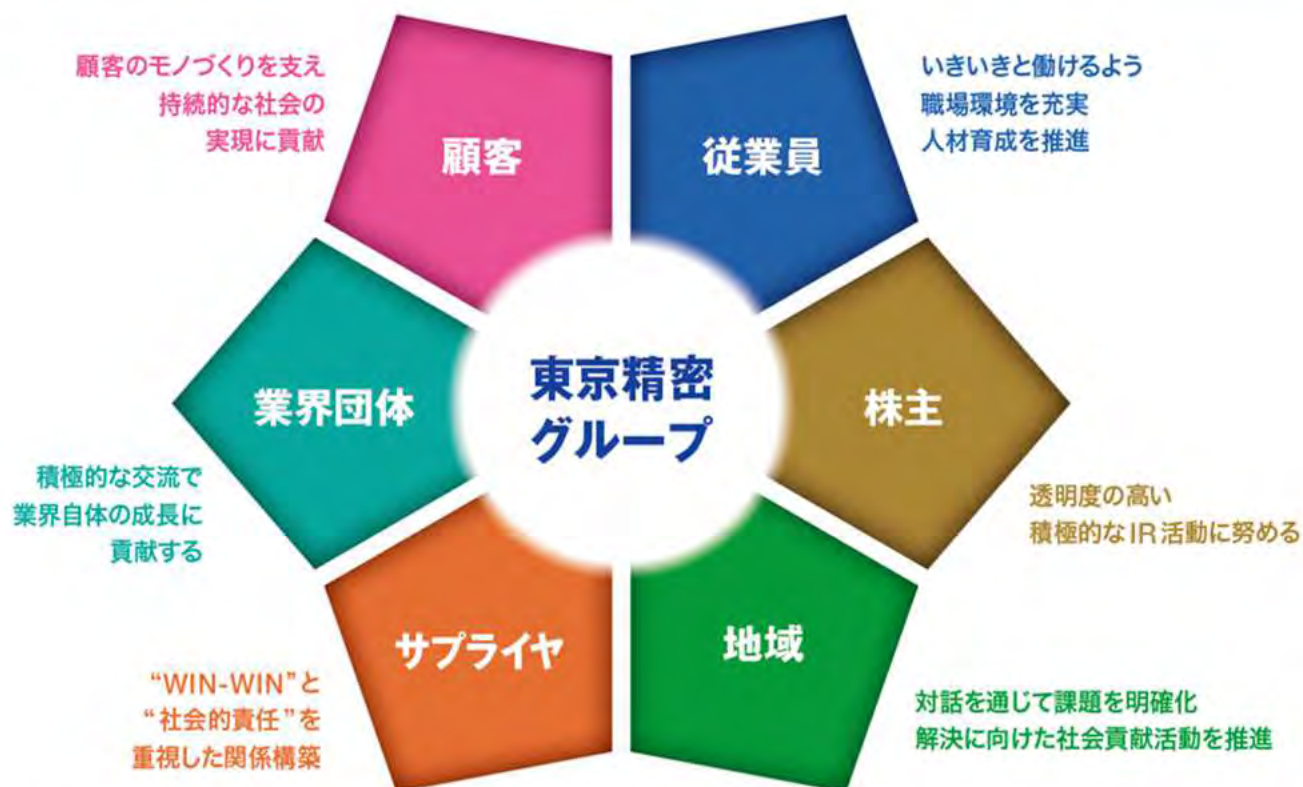 顧客のモノづくりを支え
持続的な社会の
実現に貢献
顧客
従業員
いきいきと働けるよう
職場環境を充実
人材育成を推進
業界団体
積極的な交流で
業界自体の成長に
貢献する
東京精密
グループ
株主
透明度の高い
積極的なIR活動に努める
サプライヤ
“WIN-WIN”と
“社会的責任”を
重視した関係構築
地域
対話を通じて課題を明確化
解決に向けた社会貢献活動を推進